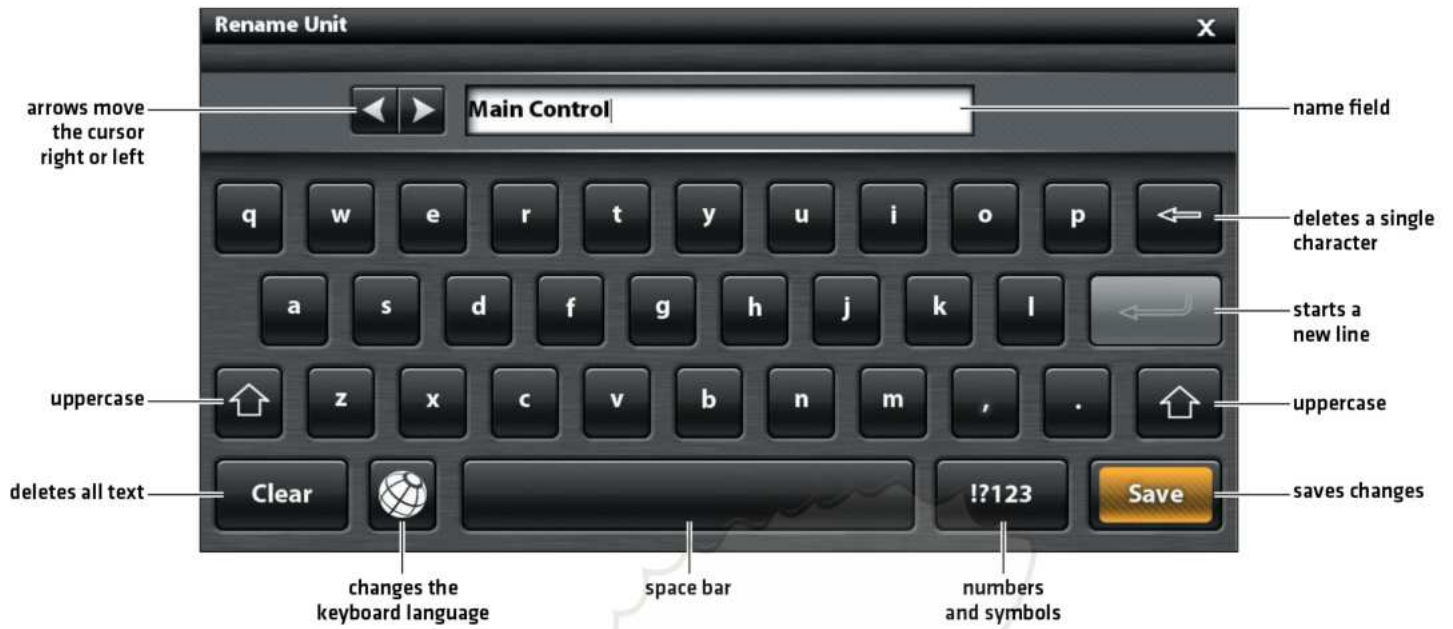 Rename Unit X
arrows move
the cursor
right or left
Main Control
name field
q w e r t y u i o p
deletes a single
character
a s d f g h j k l
starts a
new line
uppercase
z x c v b n m , .
uppercase
deletes all text
Clear
!?123
Save
saves changes
changes the
keyboard language
space bar
numbers
and symbols